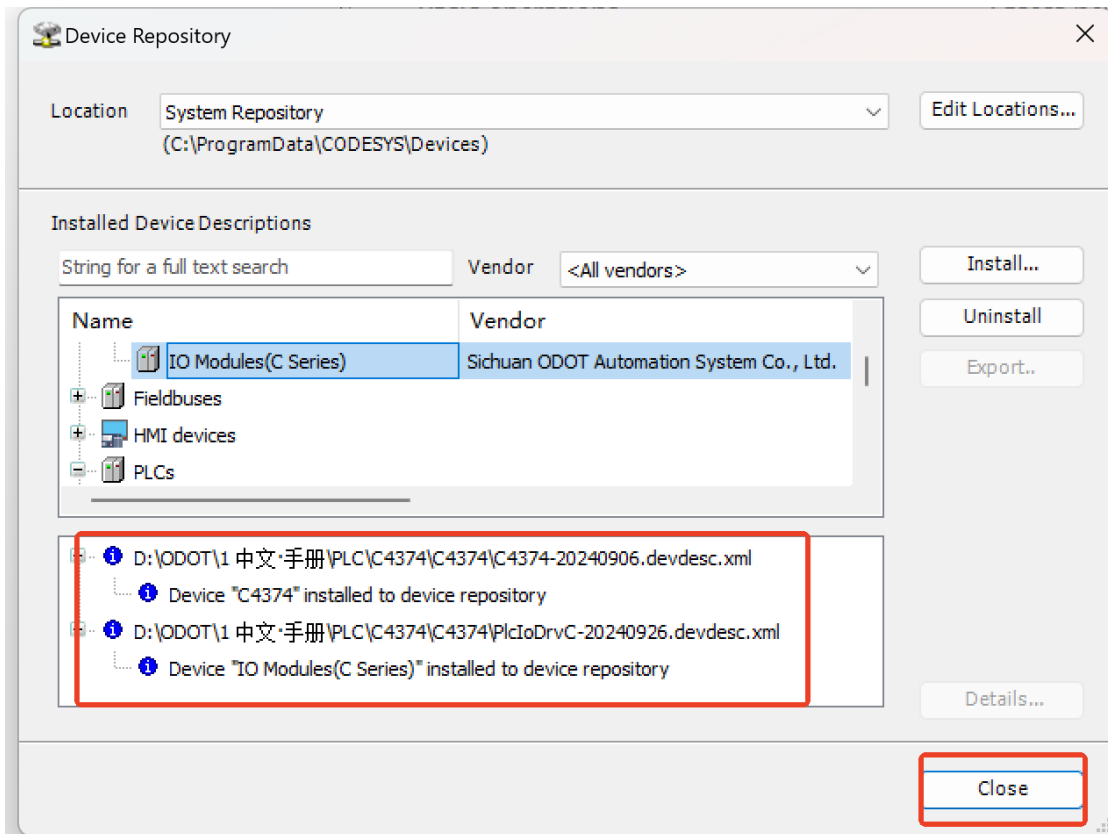 Device Repository
Location
System Repository
Edit Locations...
(C:\ProgramData\CODESYS\Devices)
Installed Device Descriptions
String for a full text search
Vendor
<All vendors>
Install...
Name
Vendor
Uninstall
IO Modules(C Series)
Sichuan ODOT Automation System Co., Ltd.
Export..
Fieldbuses
HMI devices
PLCs
D:\ODOT\1 中文·手册\PLC\C4374\C4374\C4374-20240906.devdesc.xml
Device "C4374" installed to device repository
D:\ODOT\1 中文·手册\PLC\C4374\C4374\PlcIoDrvC-20240926.devdesc.xml
Device "IO Modules(C Series)" installed to device repository
Details...
Close